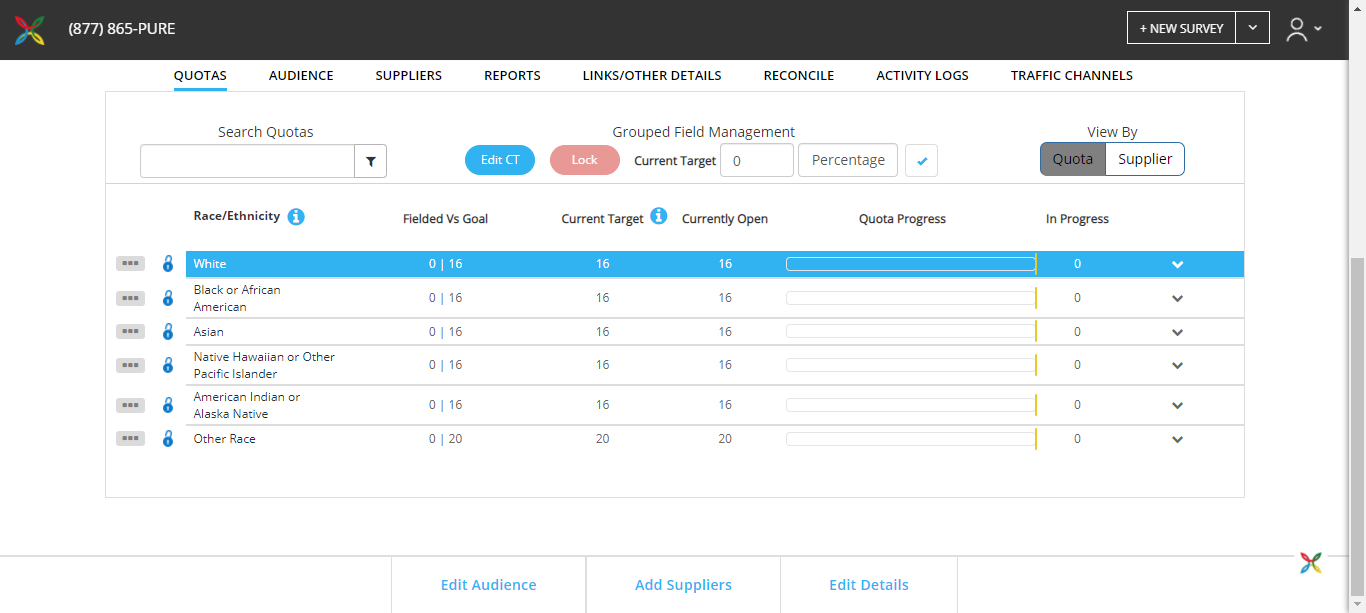 (877) 865-PURE
+ NEW SURVEY
QUOTAS AUDIENCE SUPPLIERS REPORTS LINKS/OTHER DETAILS RECONCILE ACTIVITY LOGS TRAFFIC CHANNELS
Search Quotas Grouped Field Management View By
Edit CT Lock Current Target 0 Percentage Quota Supplier
Race/Ethnicity Fielded Vs Goal Current Target Currently Open Quota Progress In Progress
White 0 | 16 16 16 0
Black or African
American 0 | 16 16 16 0
Asian 0 | 16 16 16 0
Native Hawaiian or Other
Pacific Islander 0 | 16 16 16 0
American Indian or
Alaska Native 0 | 16 16 16 0
Other Race 0 | 20 20 20 0
Edit Audience Add Suppliers Edit Details